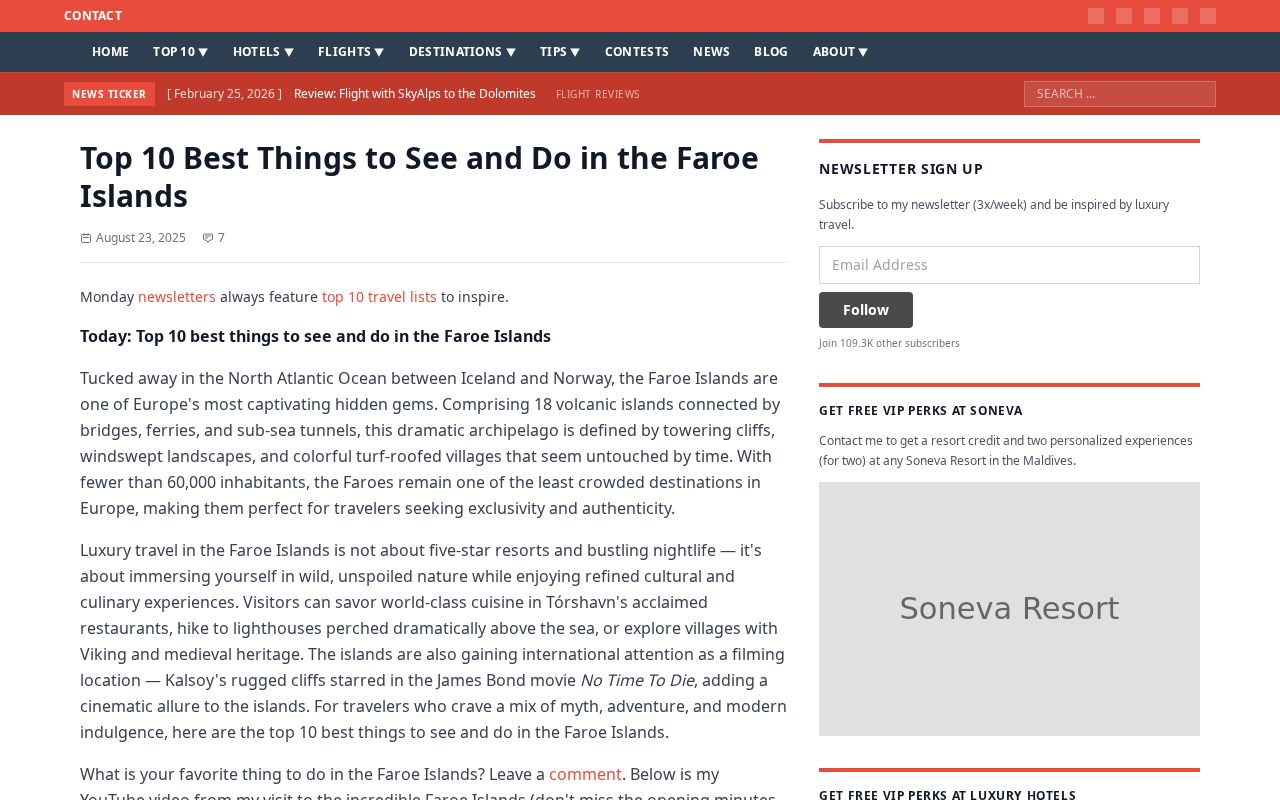 CONTACT
HOME TOP 10 ▼ HOTELS ▼ FLIGHTS ▼ DESTINATIONS ▼ TIPS ▼ CONTESTS NEWS BLOG ABOUT ▼
NEWS TICKER [ February 25, 2026 ] Review: Flight with SkyAlps to the Dolomites FLIGHT REVIEWS SEARCH ...
Top 10 Best Things to See and Do in the Faroe
Islands
August 23, 2025 7
Monday newsletters always feature top 10 travel lists to inspire.
Today: Top 10 best things to see and do in the Faroe Islands
Tucked away in the North Atlantic Ocean between Iceland and Norway, the Faroe Islands are
one of Europe's most captivating hidden gems. Comprising 18 volcanic islands connected by
bridges, ferries, and sub-sea tunnels, this dramatic archipelago is defined by towering cliffs,
windswept landscapes, and colorful turf-roofed villages that seem untouched by time. With
fewer than 60,000 inhabitants, the Faroes remain one of the least crowded destinations in
Europe, making them perfect for travelers seeking exclusivity and authenticity.
Luxury travel in the Faroe Islands is not about five-star resorts and bustling nightlife — it's
about immersing yourself in wild, unspoiled nature while enjoying refined cultural and
culinary experiences. Visitors can savor world-class cuisine in Tórshavn's acclaimed
restaurants, hike to lighthouses perched dramatically above the sea, or explore villages with
Viking and medieval heritage. The islands are also gaining international attention as a filming
location — Kalsoy's rugged cliffs starred in the James Bond movie No Time To Die, adding a
cinematic allure to the islands. For travelers who crave a mix of myth, adventure, and modern
indulgence, here are the top 10 best things to see and do in the Faroe Islands.
What is your favorite thing to do in the Faroe Islands? Leave a comment. Below is my
YouTube video from my visit to the incredible Faroe Islands (don't miss the opening minutes
NEWSLETTER SIGN UP
Subscribe to my newsletter (3x/week) and be inspired by luxury
travel.
Email Address
Follow
Join 109.3K other subscribers
GET FREE VIP PERKS AT SONEVA
Contact me to get a resort credit and two personalized experiences
(for two) at any Soneva Resort in the Maldives.
Soneva Resort
GET FREE VIP PERKS AT LUXURY HOTELS